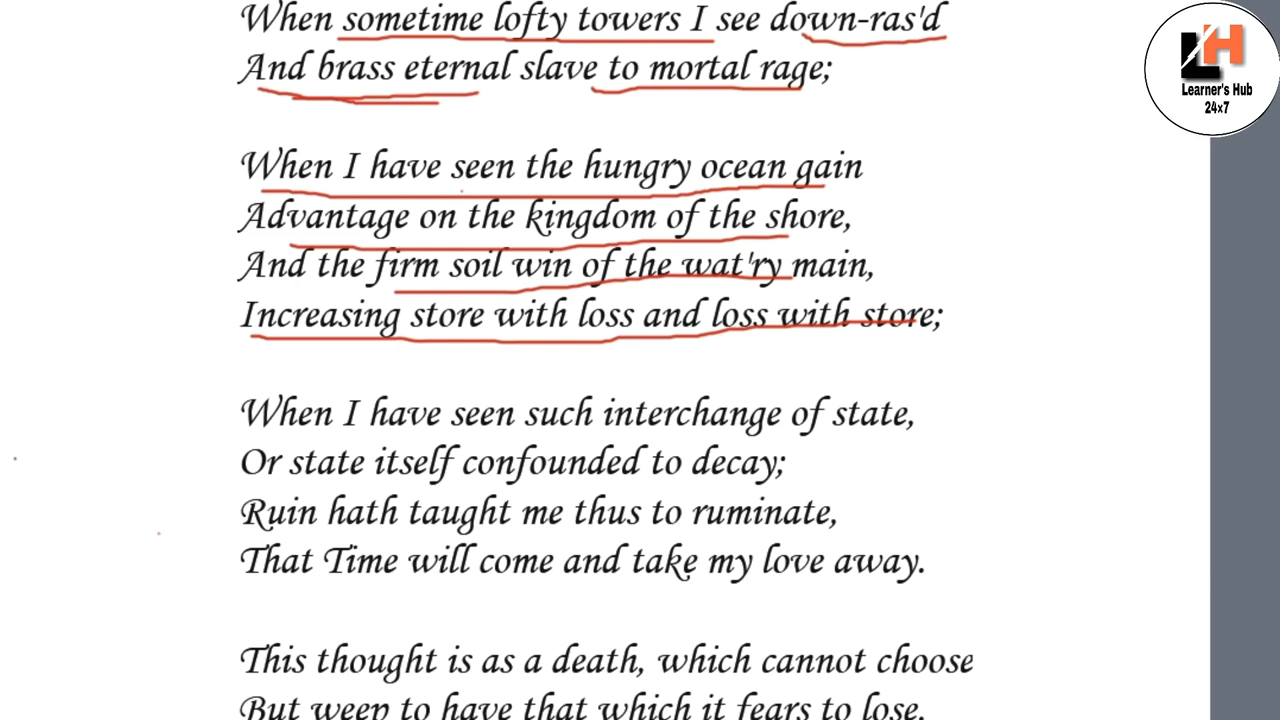 When sometime lofty towers I see down-ras'd
And brass eternal slave to mortal rage;
When I have seen the hungry ocean gain
Advantage on the kingdom of the shore,
And the firm soil win of the wat'ry main,
Increasing store with loss and loss with store;
When I have seen such interchange of state,
Or state itself confounded to decay;
Ruin hath taught me thus to ruminate,
That Time will come and take my love away.
This thought is as a death, which cannot choose
But weep to have that which it fears to lose.
LH
Learner's Hub
24x7